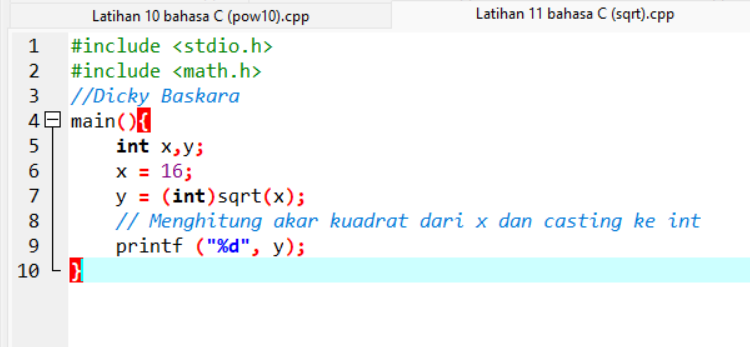 Latihan 10 bahasa C (pow10).cpp
Latihan 11 bahasa C (sqrt).cpp
1 #include <stdio.h>
2 #include <math.h>
3 //Dicky Baskara
4 main(){
5 int x,y;
6 x = 16;
7 y = (int)sqrt(x);
8 // Menghitung akar kuadrat dari x dan casting ke int
9 printf ("%d", y);
10 }